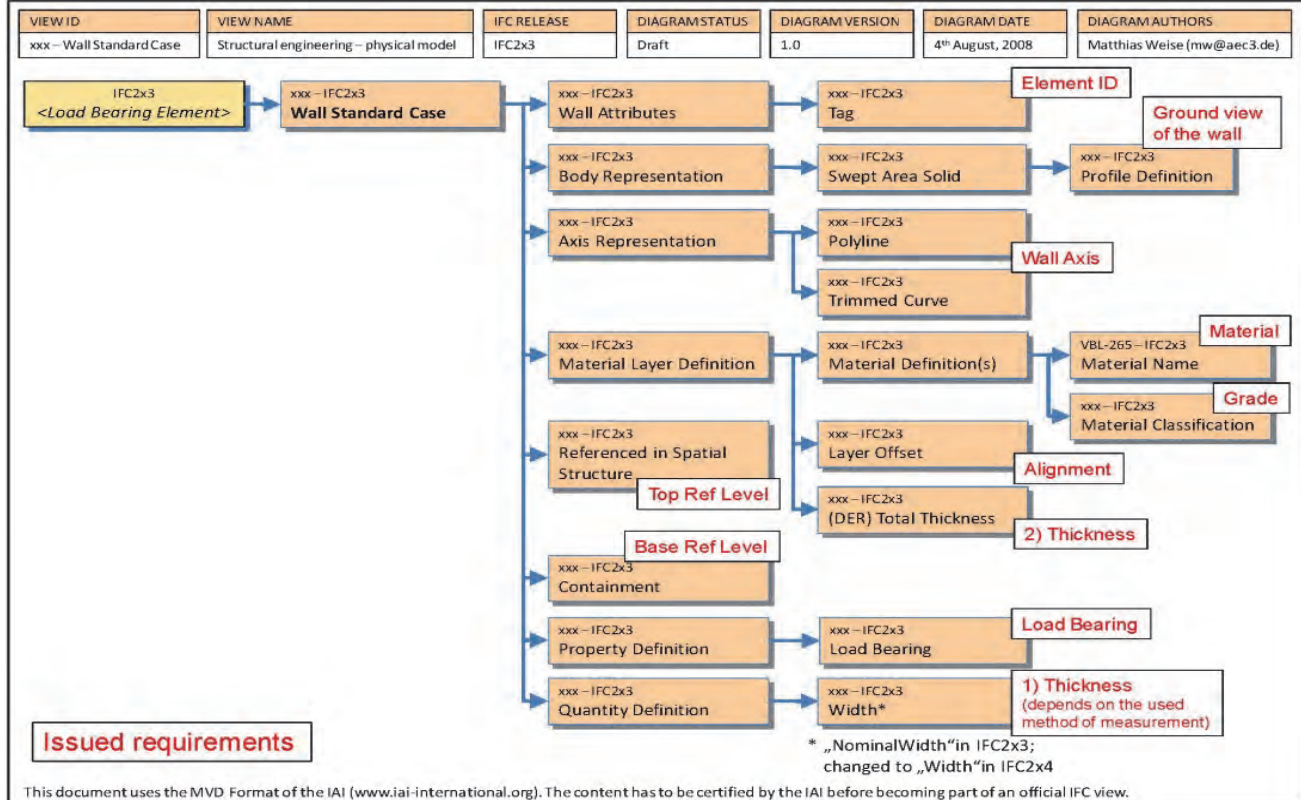 VIEW ID
xxx – Wall Standard Case
VIEW NAME
Structural engineering – physical model
IFC RELEASE
IFC2x3
DIAGRAM STATUS
Draft
DIAGRAM VERSION
1.0
DIAGRAM DATE
4th August, 2008
DIAGRAM AUTHORS
Matthias Weise (mw@aec3.de)
IFC2x3
<Load Bearing Element>
xxx – IFC2x3
Wall Standard Case
xxx – IFC2x3
Wall Attributes
xxx – IFC2x3
Tag
Element ID
xxx – IFC2x3
Body Representation
xxx – IFC2x3
Swept Area Solid
Ground view
of the wall
xxx – IFC2x3
Profile Definition
xxx – IFC2x3
Axis Representation
xxx – IFC2x3
Polyline
Wall Axis
xxx – IFC2x3
Trimmed Curve
xxx – IFC2x3
Material Layer Definition
xxx – IFC2x3
Material Definition(s)
Material
VBL-265 – IFC2x3
Material Name
Grade
xxx – IFC2x3
Material Classification
xxx – IFC2x3
Referenced in Spatial
Structure
Top Ref Level
xxx – IFC2x3
Layer Offset
Alignment
xxx – IFC2x3
(DER) Total Thickness
2) Thickness
Base Ref Level
xxx – IFC2x3
Containment
xxx – IFC2x3
Property Definition
xxx – IFC2x3
Load Bearing
Load Bearing
xxx – IFC2x3
Quantity Definition
xxx – IFC2x3
Width*
1) Thickness
(depends on the used
method of measurement)
Issued requirements
* „NominalWidth“ in IFC2x3;
changed to „Width“ in IFC2x4
This document uses the MVD Format of the IAI (www.iai-international.org). The content has to be certified by the IAI before becoming part of an official IFC view.